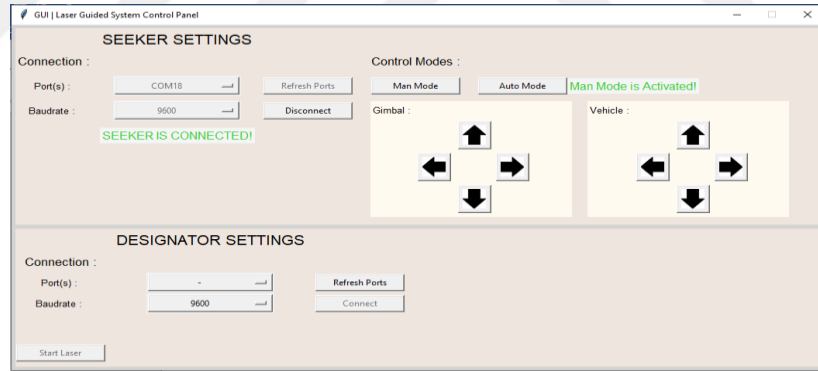 GUI | Laser Guided System Control Panel
SEEKER SETTINGS
Connection :
Port(s) : COM18 Refresh Ports
Baudrate : 9600 Disconnect
SEEKER IS CONNECTED!
Control Modes :
Man Mode Auto Mode Man Mode is Activated!
Gimbal : Vehicle :
DESIGNATOR SETTINGS
Connection :
Port(s) : - Refresh Ports
Baudrate : 9600 Connect
Start Laser